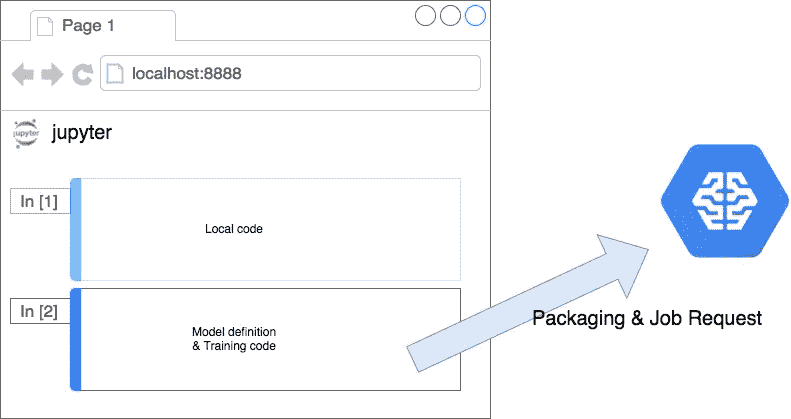 Page 1
localhost:8888
jupyter
jupyter
In [1]
Local code
In [2]
Model definition
& Training code
Packaging & Job Request